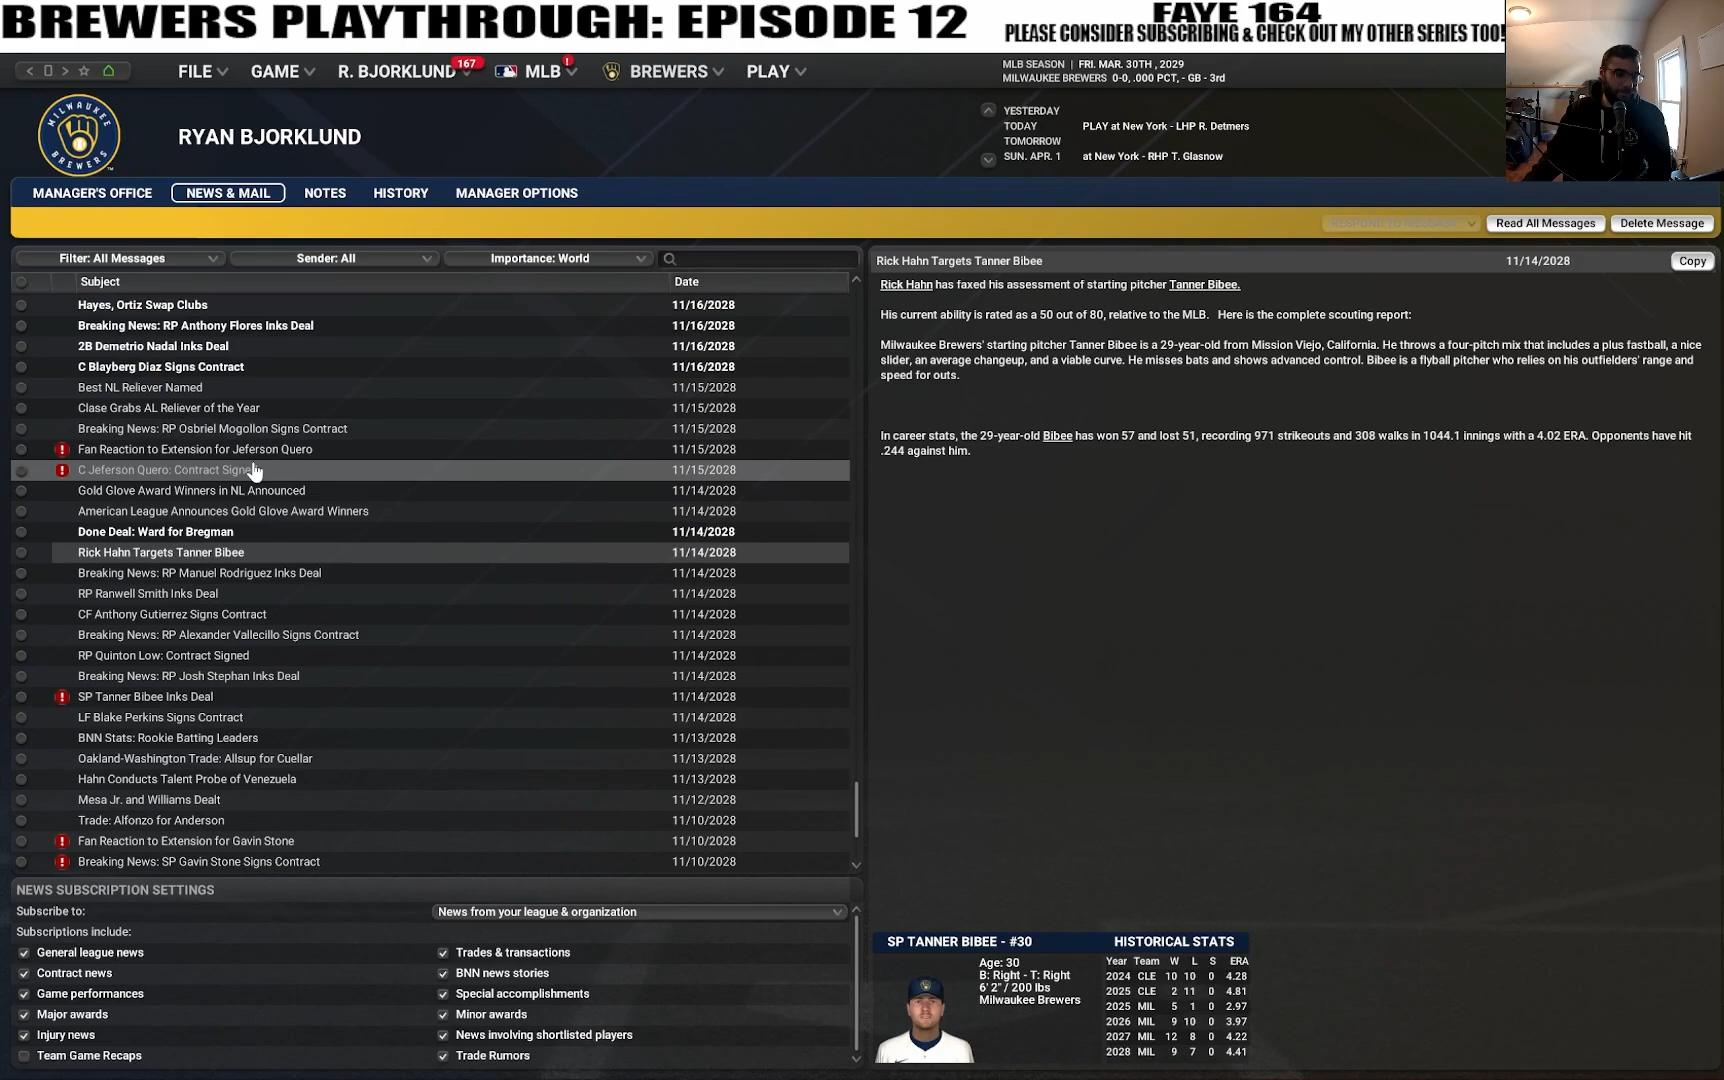 BREWERS PLAYTHROUGH: EPISODE 12
FAYE 164
PLEASE CONSIDER SUBSCRIBING & CHECK OUT MY OTHER SERIES TOO!
FILE GAME R. BJORKLUND 167 MLB ! BREWERS PLAY
MLB SEASON | FRI. MAR. 30TH , 2029
MILWAUKEE BREWERS 0-0, .000 PCT, - GB - 3rd
MILWAUKEE BREWERS
RYAN BJORKLUND
YESTERDAY
TODAY PLAY at New York - LHP R. Detmers
TOMORROW
SUN. APR. 1 at New York - RHP T. Glasnow
MANAGER'S OFFICE NEWS & MAIL NOTES HISTORY MANAGER OPTIONS
Read All Messages Delete Message
Filter: All Messages Sender: All Importance: World
Subject Date
Hayes, Ortiz Swap Clubs 11/16/2028
Breaking News: RP Anthony Flores Inks Deal 11/16/2028
2B Demetrio Nadal Inks Deal 11/16/2028
C Blayberg Diaz Signs Contract 11/16/2028
Best NL Reliever Named 11/15/2028
Clase Grabs AL Reliever of the Year 11/15/2028
Breaking News: RP Osbriel Mogollon Signs Contract 11/15/2028
! Fan Reaction to Extension for Jeferson Quero 11/15/2028
! C Jeferson Quero: Contract Signe 11/15/2028
Gold Glove Award Winners in NL Announced 11/14/2028
American League Announces Gold Glove Award Winners 11/14/2028
Done Deal: Ward for Bregman 11/14/2028
Rick Hahn Targets Tanner Bibee 11/14/2028
Breaking News: RP Manuel Rodriguez Inks Deal 11/14/2028
RP Ranwell Smith Inks Deal 11/14/2028
CF Anthony Gutierrez Signs Contract 11/14/2028
Breaking News: RP Alexander Vallecillo Signs Contract 11/14/2028
RP Quinton Low: Contract Signed 11/14/2028
Breaking News: RP Josh Stephan Inks Deal 11/14/2028
! SP Tanner Bibee Inks Deal 11/14/2028
LF Blake Perkins Signs Contract 11/14/2028
BNN Stats: Rookie Batting Leaders 11/13/2028
Oakland-Washington Trade: Allsup for Cuellar 11/13/2028
Hahn Conducts Talent Probe of Venezuela 11/13/2028
Mesa Jr. and Williams Dealt 11/12/2028
Trade: Alfonzo for Anderson 11/10/2028
! Fan Reaction to Extension for Gavin Stone 11/10/2028
! Breaking News: SP Gavin Stone Signs Contract 11/10/2028
NEWS SUBSCRIPTION SETTINGS
Subscribe to: News from your league & organization
Subscriptions include:
General league news Trades & transactions
Contract news BNN news stories
Game performances Special accomplishments
Major awards Minor awards
Injury news News involving shortlisted players
Team Game Recaps Trade Rumors
Rick Hahn Targets Tanner Bibee 11/14/2028 Copy
Rick Hahn has faxed his assessment of starting pitcher Tanner Bibee.
His current ability is rated as a 50 out of 80, relative to the MLB. Here is the complete scouting report:
Milwaukee Brewers' starting pitcher Tanner Bibee is a 29-year-old from Mission Viejo, California. He throws a four-pitch mix that includes a plus fastball, a nice
slider, an average changeup, and a viable curve. He misses bats and shows advanced control. Bibee is a flyball pitcher who relies on his outfielders' range and
speed for outs.
In career stats, the 29-year-old Bibee has won 57 and lost 51, recording 971 strikeouts and 308 walks in 1044.1 innings with a 4.02 ERA. Opponents have hit
.244 against him.
SP TANNER BIBEE - #30 HISTORICAL STATS
Age: 30
B: Right - T: Right
6' 2" / 200 lbs
Milwaukee Brewers
Year Team W L S ERA
2024 CLE 10 10 0 4.28
2025 CLE 2 11 0 4.81
2025 MIL 5 1 0 2.97
2026 MIL 9 10 0 3.97
2027 MIL 12 8 0 4.22
2028 MIL 9 7 0 4.41